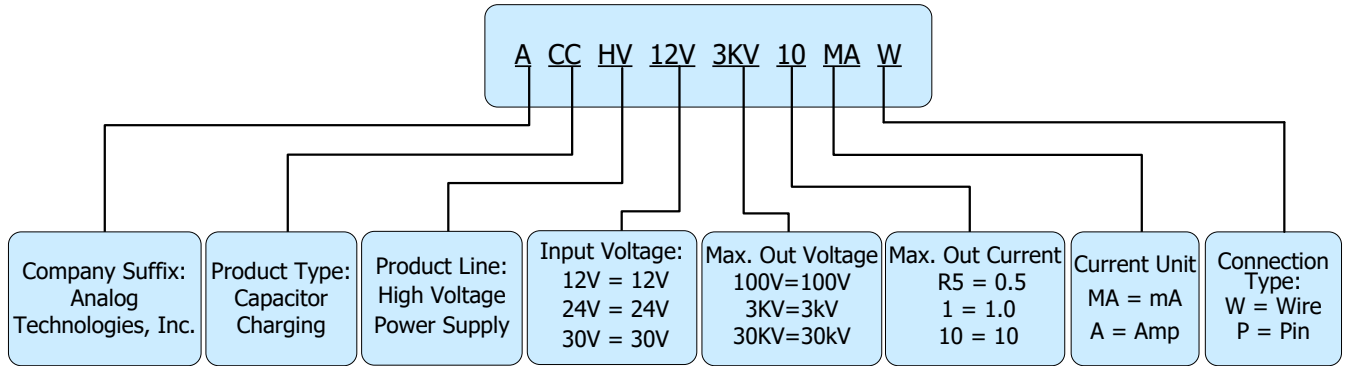 A CC HV 12V 3KV 10 MA W
Company Suffix:
Analog
Technologies, Inc.
Product Type:
Capacitor
Charging
Product Line:
High Voltage
Power Supply
Input Voltage:
12V = 12V
24V = 24V
30V = 30V
Max. Out Voltage
100V=100V
3KV=3kV
30KV=30kV
Max. Out Current
R5 = 0.5
1 = 1.0
10 = 10
Current Unit
MA = mA
A = Amp
Connection
Type:
W = Wire
P = Pin